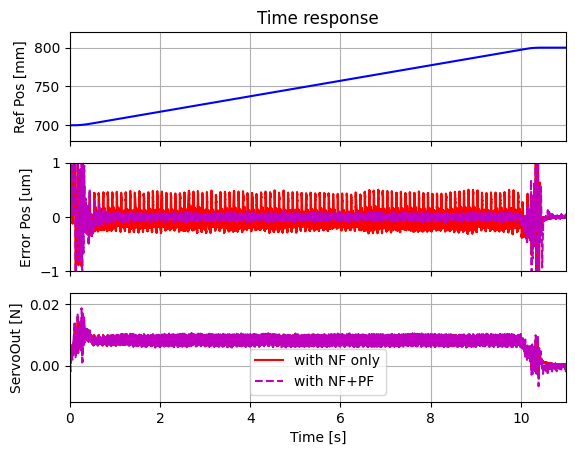 Time response
Ref Pos [mm]
800
750
700
Error Pos [um]
1
0
−1
ServoOut [N]
0.02
0.00
with NF only
with NF+PF
0 2 4 6 8 10
Time [s]